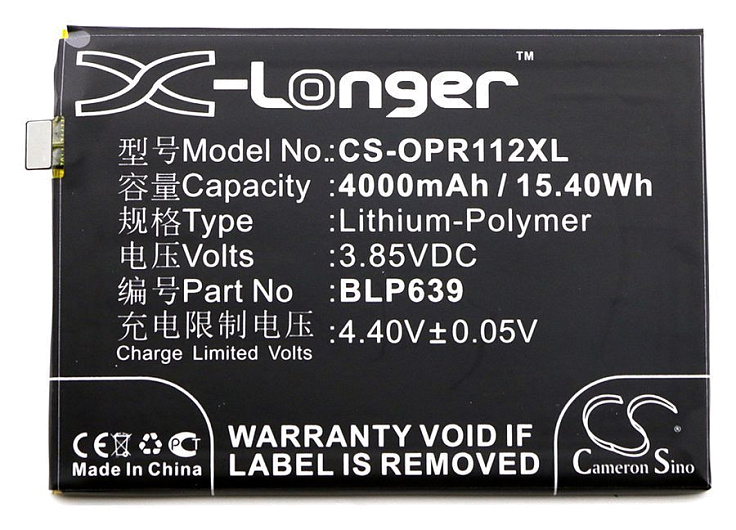 X-Longer™
型号Model No.:CS-OPR112XL
容量Capacity :4000mAh / 15.40Wh
规格Type :Lithium-Polymer
电压Volts :3.85VDC
编号Part No :BLP639
充电限制电压 :4.40V±0.05V
Charge Limited Volts
CE PCT
Made In China
WARRANTY VOID IF
LABEL IS REMOVED
CS ®
Cameron Sino